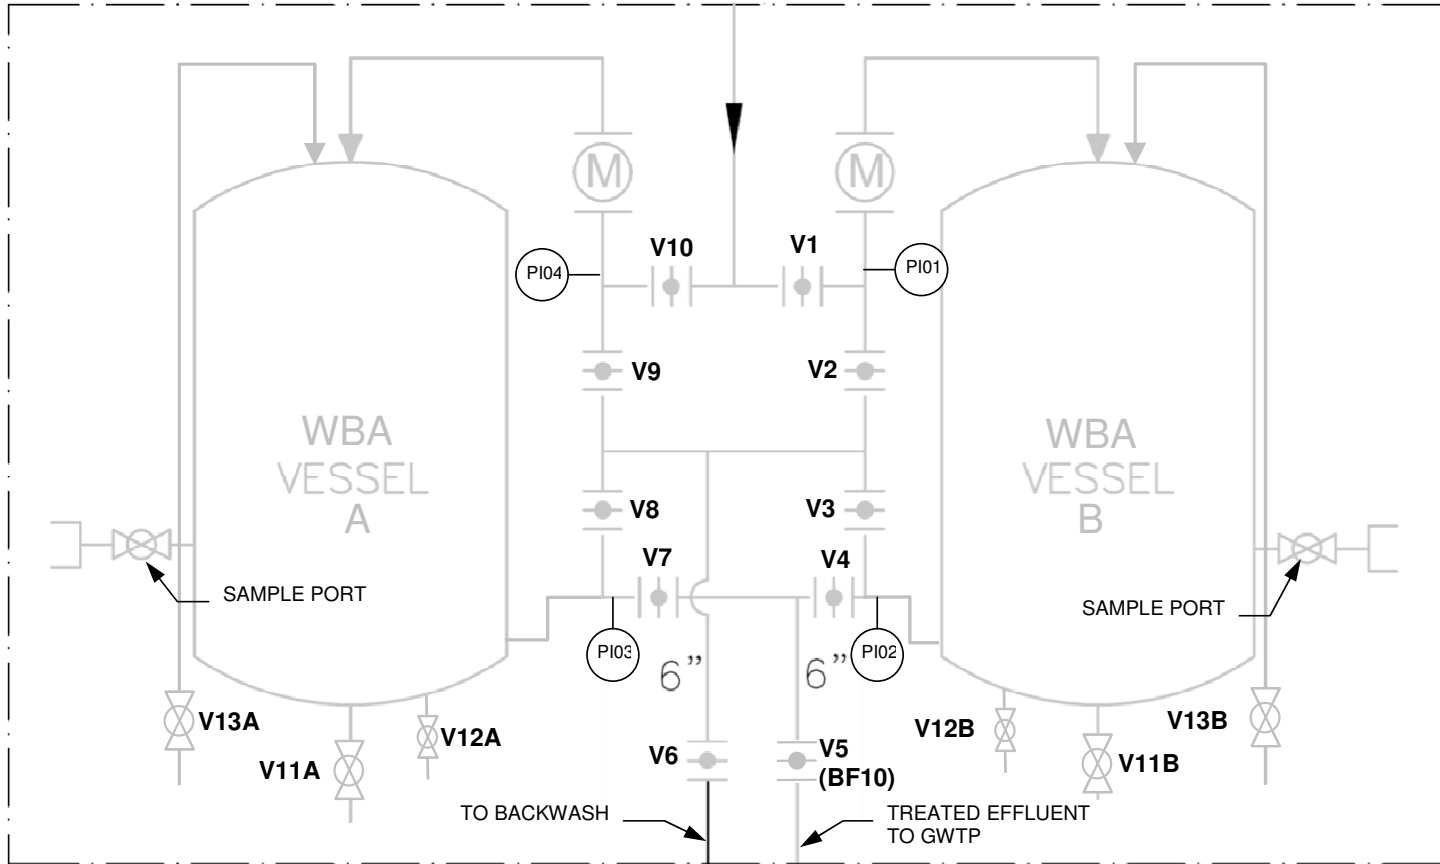 M
M
V10
V1
PI04
PI01
V9
V2
WBA
VESSEL
A
WBA
VESSEL
B
V8
V3
V7
V4
SAMPLE PORT
SAMPLE PORT
PI03
PI02
6”
6”
V13A
V12A
V11A
V6
V5
(BF10)
V12B
V13B
V11B
TO BACKWASH
TREATED EFFLUENT
TO GWTP